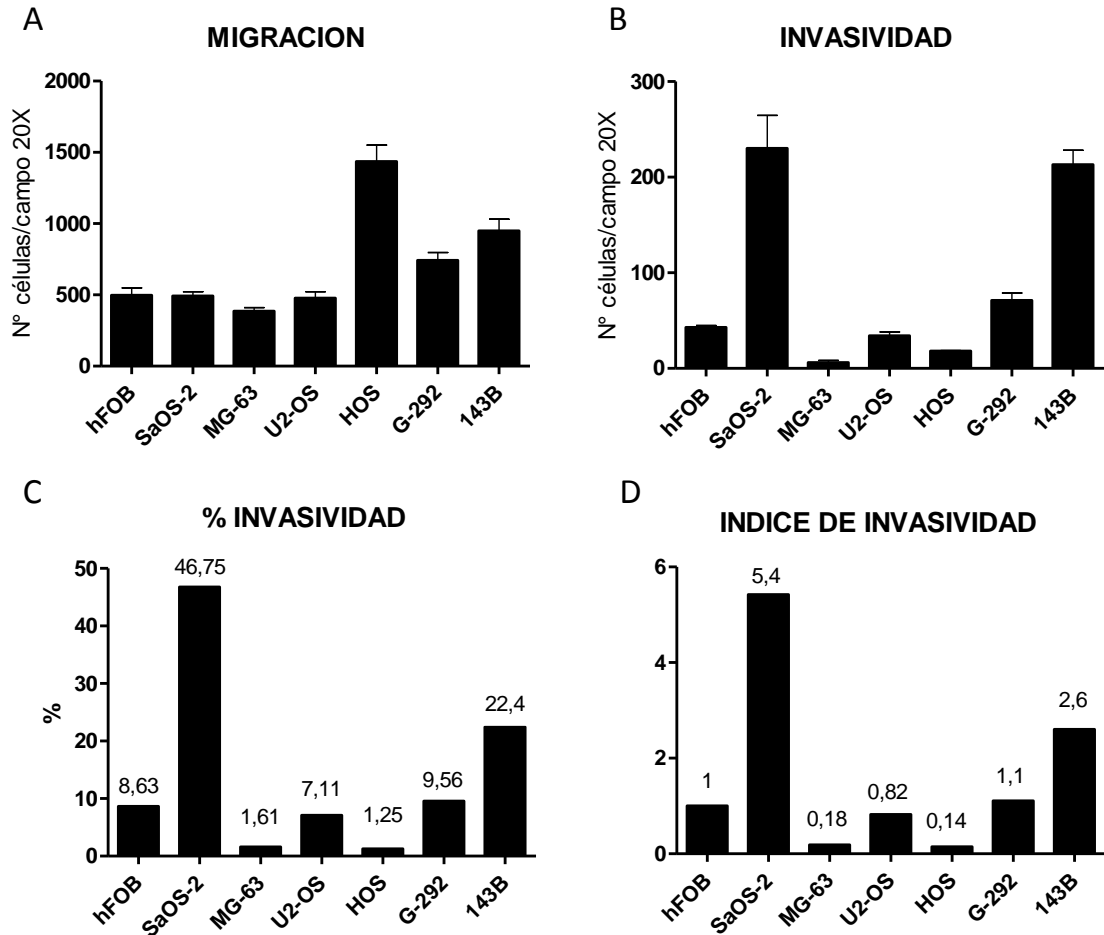 A
MIGRACION
N° células/campo 20X
2000
1500
1000
500
0
hFOB
SaOS-2
MG-63
U2-OS
HOS
G-292
143B
B
INVASIVIDAD
N° células/campo 20X
300
200
100
0
hFOB
SaOS-2
MG-63
U2-OS
HOS
G-292
143B
C
% INVASIVIDAD
%
50
40
30
20
10
0
8,63
46,75
1,61
7,11
1,25
9,56
22,4
hFOB
SaOS-2
MG-63
U2-OS
HOS
G-292
143B
D
INDICE DE INVASIVIDAD
6
4
2
0
1
5,4
0,18
0,82
0,14
1,1
2,6
hFOB
SaOS-2
MG-63
U2-OS
HOS
G-292
143B